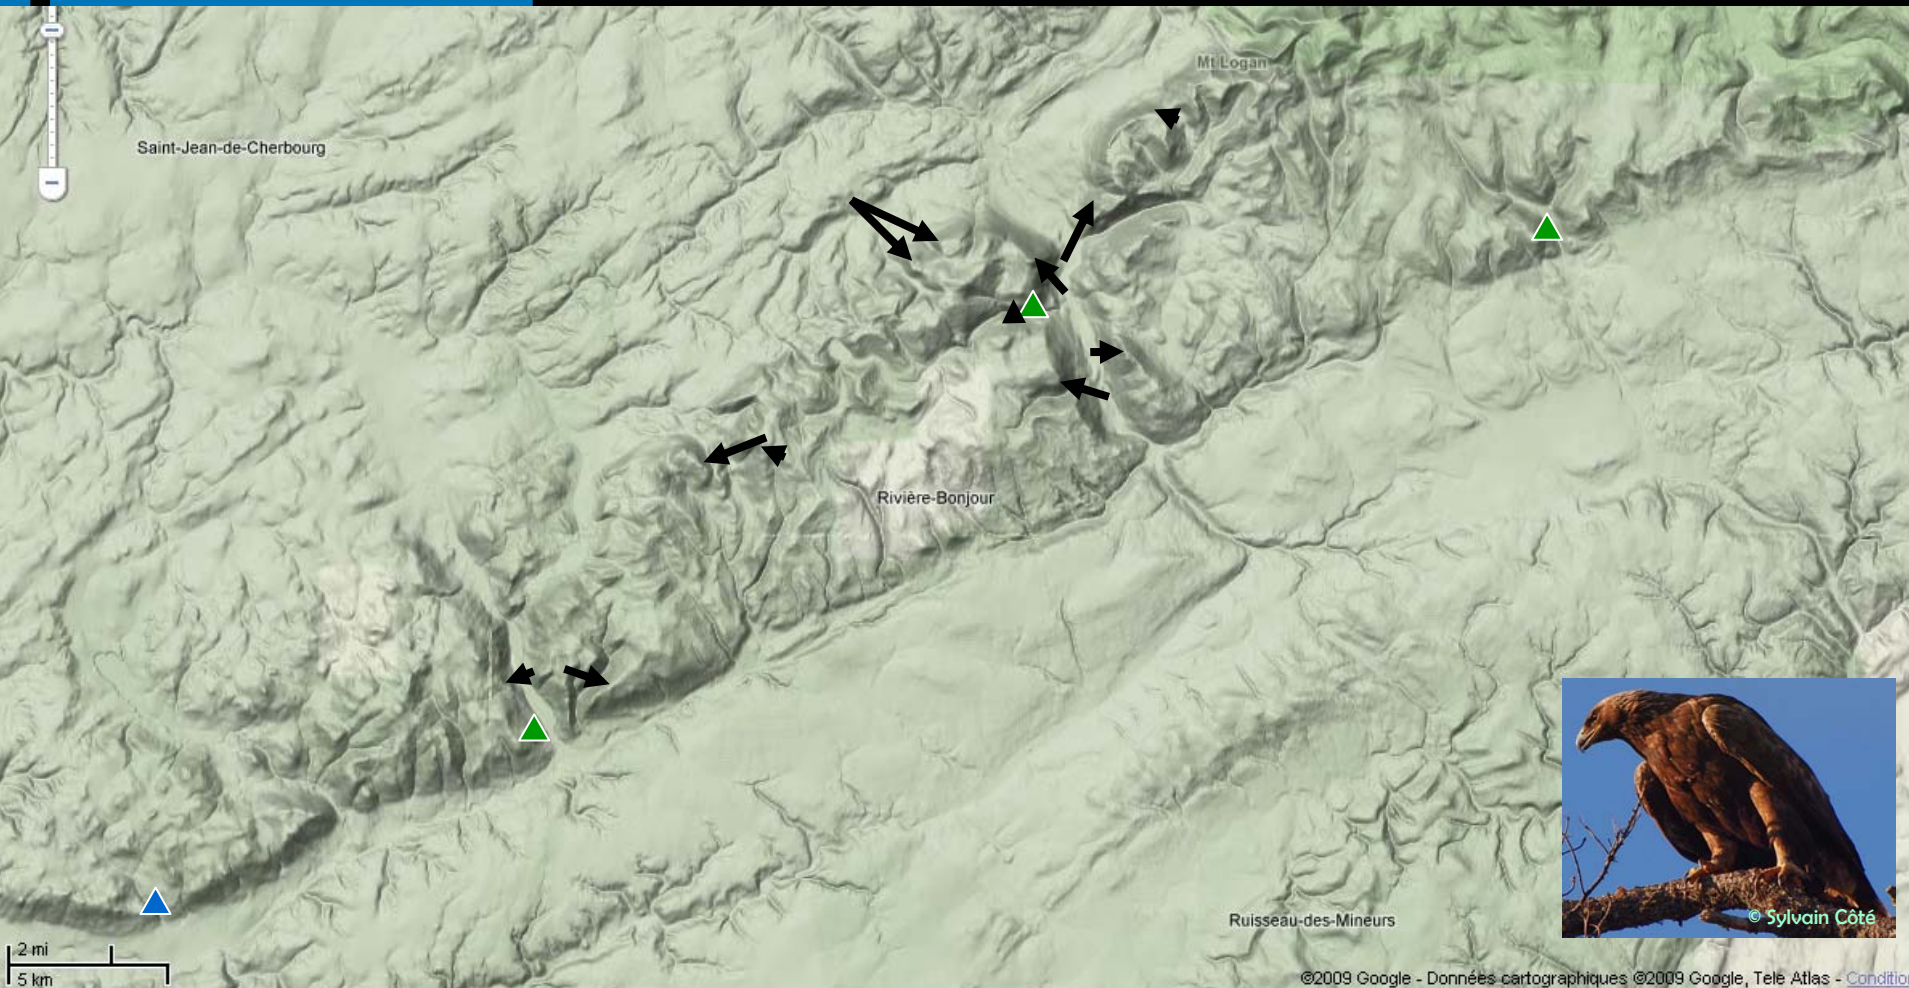 Mt Logan
Saint-Jean-de-Cherbourg
Rivière-Bonjour
Ruisseau-des-Mineurs
© Sylvain Côté
2 mi
5 km
©2009 Google - Données cartographiques ©2009 Google, Tele Atlas - Conditio